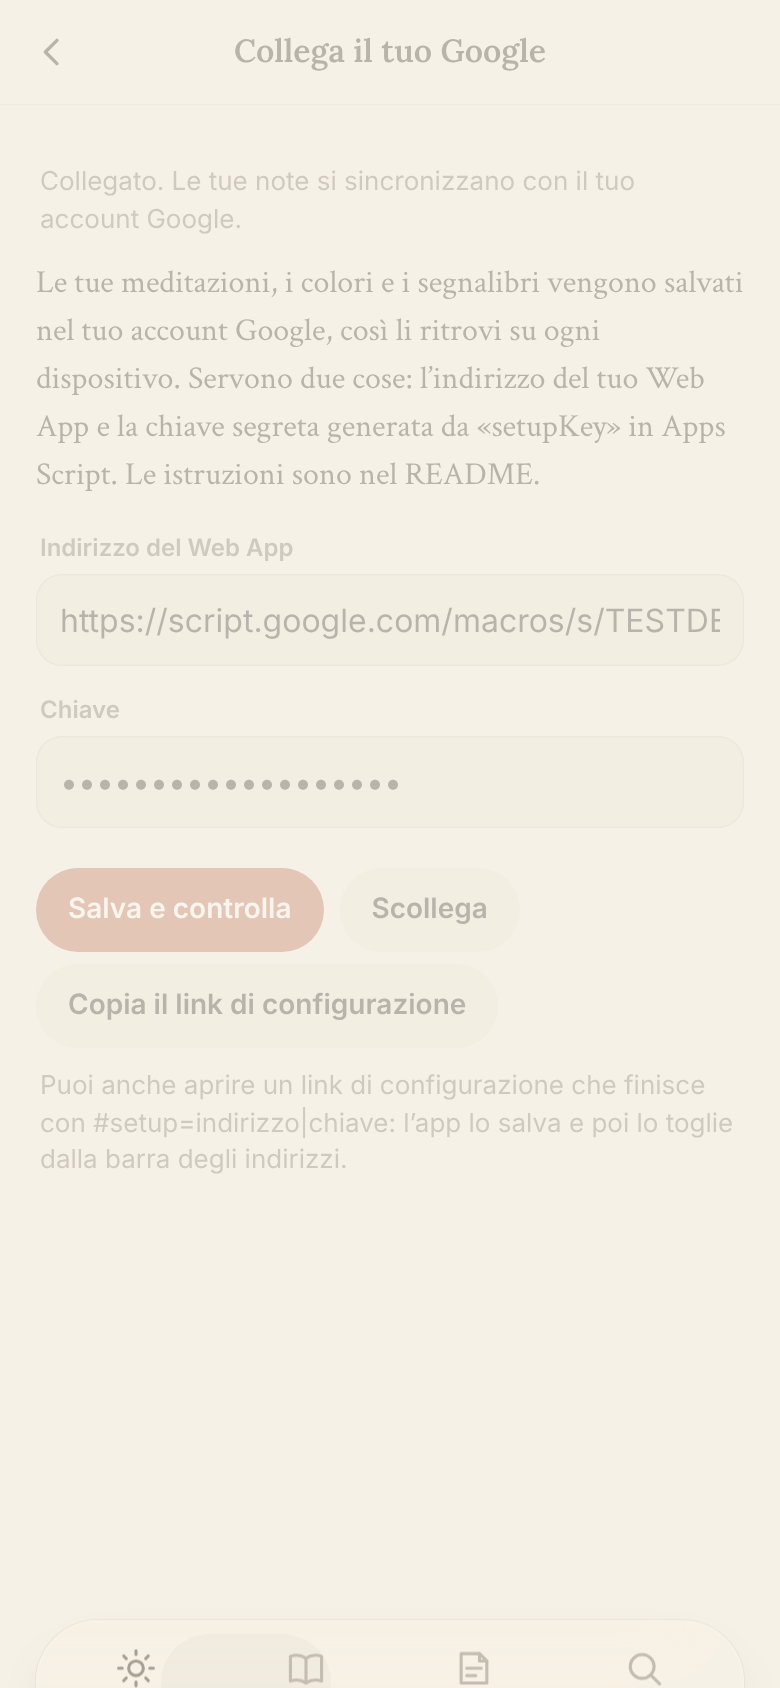 Collega il tuo Google
Collegato. Le tue note si sincronizzano con il tuo
account Google.
Le tue meditazioni, i colori e i segnalibri vengono salvati
nel tuo account Google, così li ritrovi su ogni
dispositivo. Servono due cose: l’indirizzo del tuo Web
App e la chiave segreta generata da «setupKey» in Apps
Script. Le istruzioni sono nel README.
Indirizzo del Web App
https://script.google.com/macros/s/TESTDE
Chiave
•••••••••••••••••••
Salva e controlla
Scollega
Copia il link di configurazione
Puoi anche aprire un link di configurazione che finisce
con #setup=indirizzo|chiave: l’app lo salva e poi lo toglie
dalla barra degli indirizzi.